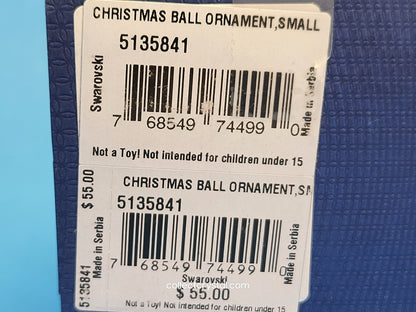 CHRISTMAS BALL ORNAMENT,SMALL
5135841
Swarovski
Made in Serbia
7 68549 74499 0
Not a Toy! Not intended for children under 15
$ 55.00
CHRISTMAS BALL ORNAMENT,SM
5135841
5135841
Made in Serbia
Made in Serbia
7 68549 74499 0
Swarovski
$ 55.00
Not a Toy! Not intended for children under 15